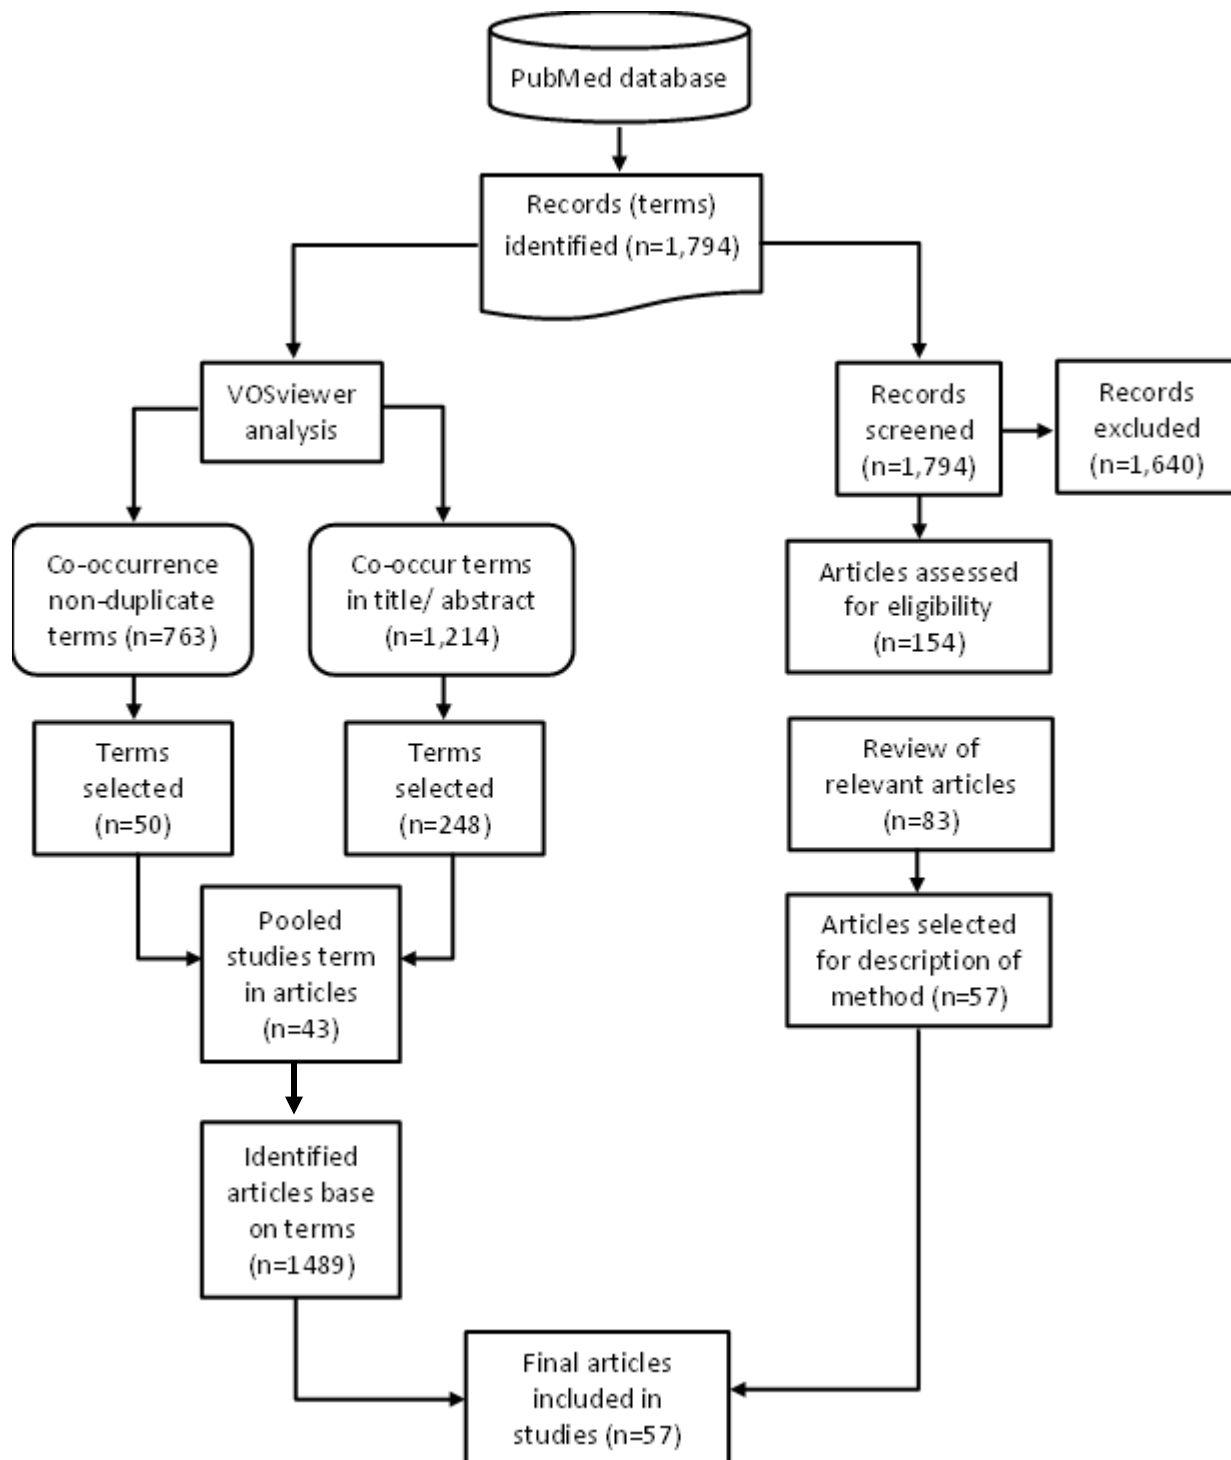 PubMed database
Records (terms)
identified (n=1,794)
VOSviewer
analysis
Records
screened
(n=1,794)
Records
excluded
(n=1,640)
Co-occurrence
non-duplicate
terms (n=763)
Co-occur terms
in title/ abstract
(n=1,214)
Articles assessed
for eligibility
(n=154)
Terms
selected
(n=50)
Terms
selected
(n=248)
Review of
relevant articles
(n=83)
Pooled
studies term
in articles
(n=43)
Articles selected
for description of
method (n=57)
Identified
articles base
on terms
(n=1489)
Final articles
included in
studies (n=57)